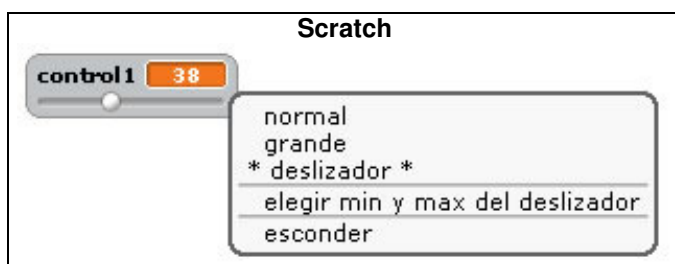 Scratch
control1 38
normal
grande
* deslizador *
elegir min y max del deslizador
esconder